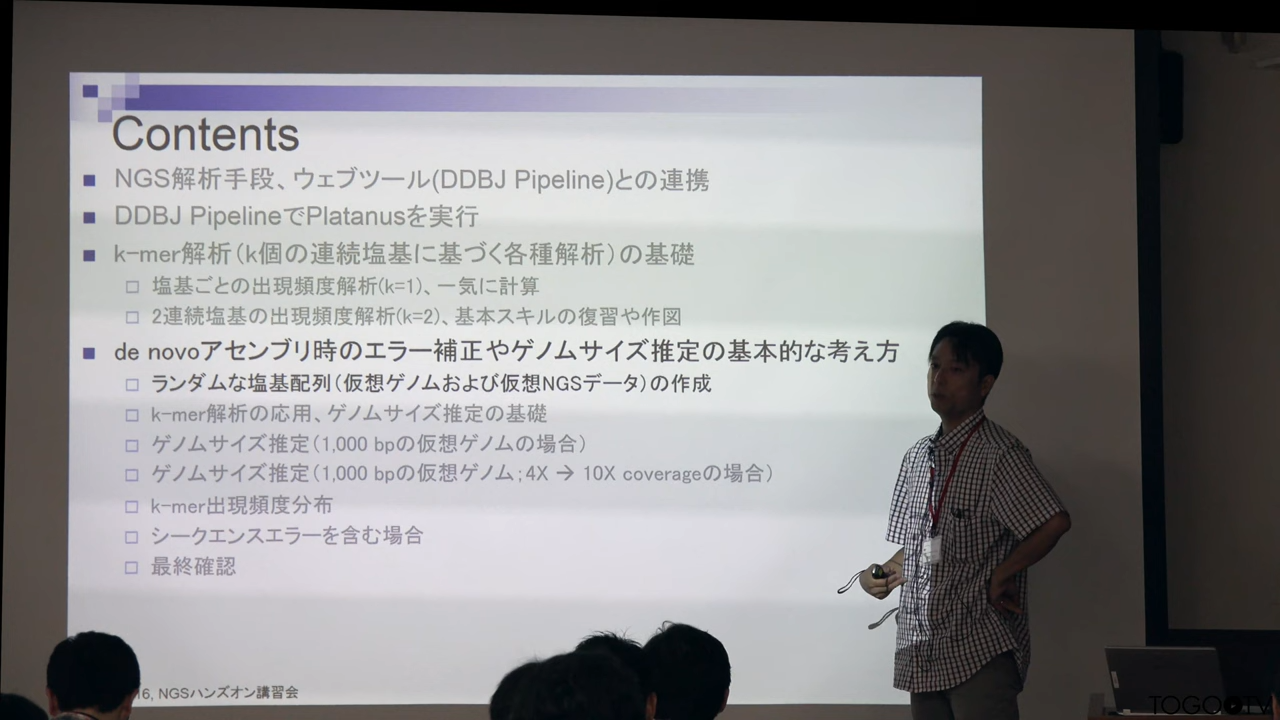 Contents
NGS解析手段、ウェブツール(DDBJ Pipeline)との連携
DDBJ PipelineでPlatanusを実行
k-mer解析(k個の連続塩基に基づく各種解析)の基礎
塩基ごとの出現頻度解析(k=1)、一気に計算
2連続塩基の出現頻度解析(k=2)、基本スキルの復習や作図
de novoアセンブリ時のエラー補正やゲノムサイズ推定の基本的な考え方
ランダムな塩基配列(仮想ゲノムおよび仮想NGSデータ)の作成
k-mer解析の応用、ゲノムサイズ推定の基礎
ゲノムサイズ推定(1,000 bpの仮想ゲノムの場合)
ゲノムサイズ推定(1,000 bpの仮想ゲノム;4X → 10X coverageの場合)
k-mer出現頻度分布
シークエンスエラーを含む場合
最終確認
16, NGSハンズオン講習会
TOGO TV